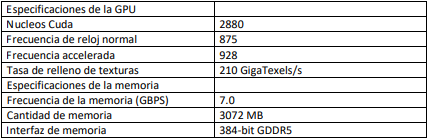 Especificaciones de la GPU
Nucleos Cuda 2880
Frecuencia de reloj normal 875
Frecuencia accelerada 928
Tasa de relleno de texturas 210 GigaTexels/s
Especificaciones de la memoria
Frecuencia de la memoria (GBPS) 7.0
Cantidad de memoria 3072 MB
Interfaz de memoria 384-bit GDDR5